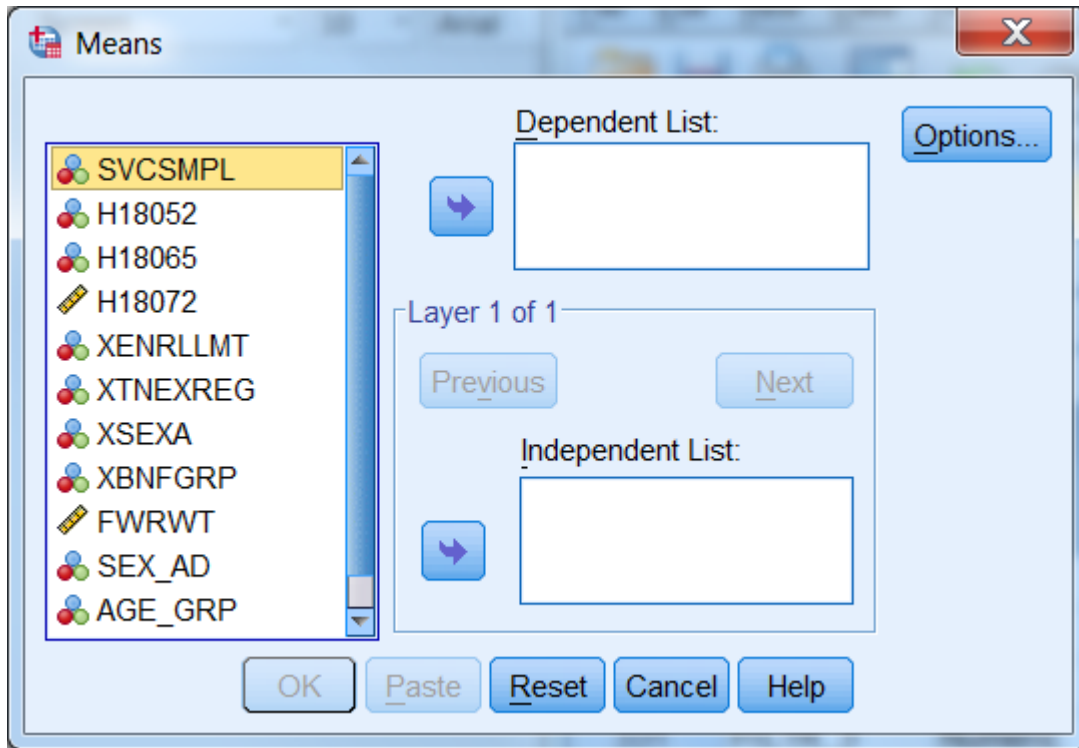 Means
Dependent List:
Options...
SVCSMPL
H18052
H18065
H18072
XENRLLMT
XTNEXREG
XSEXA
XBNFGRP
FWRWT
SEX_AD
AGE_GRP
Layer 1 of 1
Previous
Next
Independent List:
OK
Paste
Reset
Cancel
Help